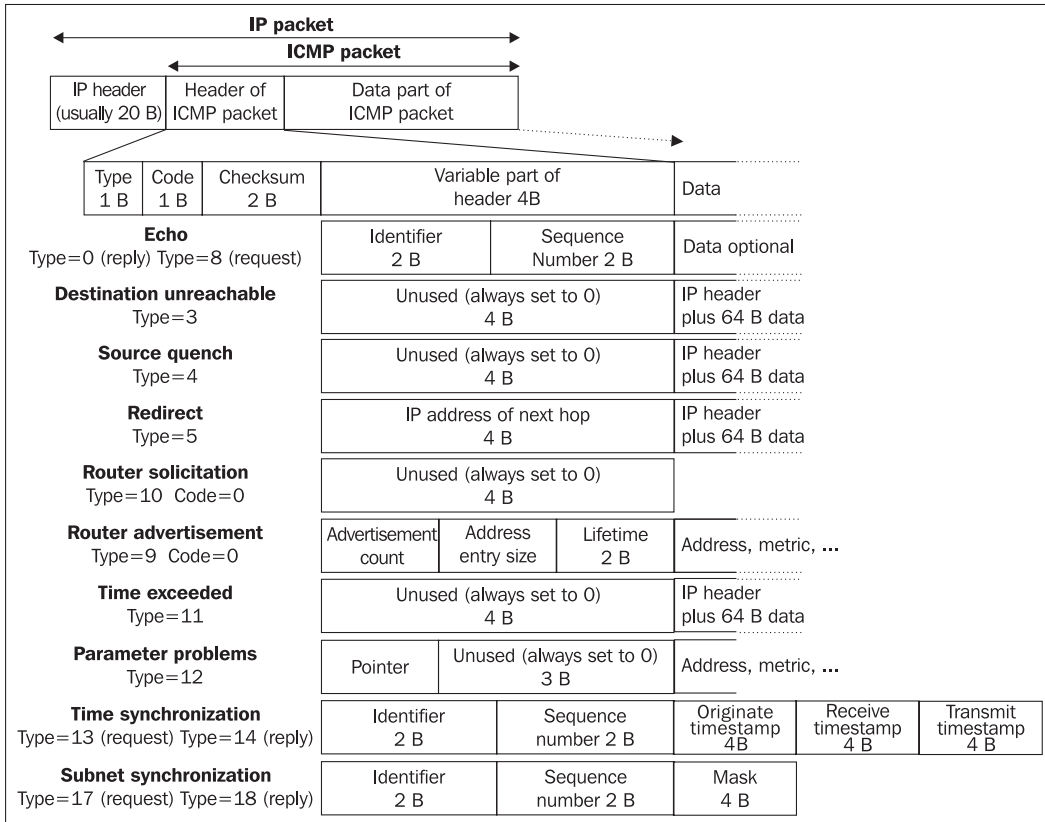 IP packet
ICMP packet
IP header
(usually 20 B)
Header of
ICMP packet
Data part of
ICMP packet
Type
1 B
Code
1 B
Checksum
2 B
Variable part of
header 4B
Data
Echo
Type=0 (reply) Type=8 (request)
Identifier
2 B
Sequence
Number 2 B
Data optional
Destination unreachable
Type=3
Unused (always set to 0)
4 B
IP header
plus 64 B data
Source quench
Type=4
Unused (always set to 0)
4 B
IP header
plus 64 B data
Redirect
Type=5
IP address of next hop
4 B
IP header
plus 64 B data
Router solicitation
Type=10 Code=0
Unused (always set to 0)
4 B
Router advertisement
Type=9 Code=0
Advertisement
count
Address
entry size
Lifetime
2 B
Address, metric, ...
Time exceeded
Type=11
Unused (always set to 0)
4 B
IP header
plus 64 B data
Parameter problems
Type=12
Pointer
Unused (always set to 0)
3 B
Address, metric, ...
Time synchronization
Type=13 (request) Type=14 (reply)
Identifier
2 B
Sequence
number 2 B
Originate
timestamp
4B
Receive
timestamp
4 B
Transmit
timestamp
4 B
Subnet synchronization
Type=17 (request) Type=18 (reply)
Identifier
2 B
Sequence
number 2 B
Mask
4 B